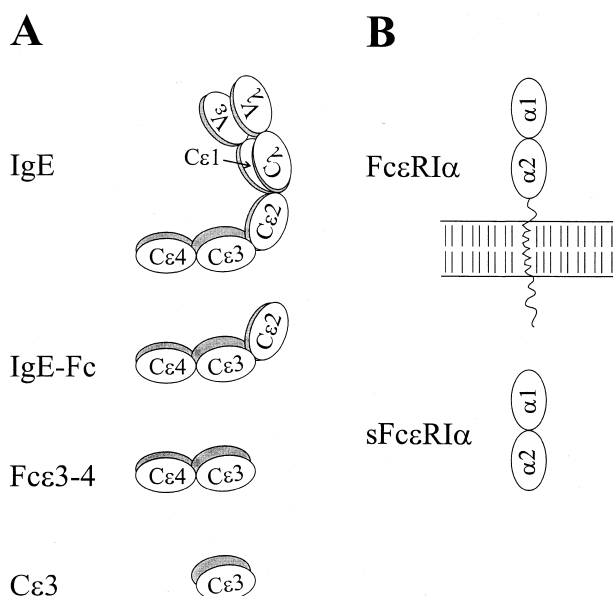 A
IgE
Vε
Vλ
Cε1
Cλ
Cε2
Cε4
Cε3
IgE-Fc
Cε2
Cε4
Cε3
Fcε3-4
Cε4
Cε3
Cε3
Cε3
B
FcεRIα
α1
α2
sFcεRIα
α1
α2